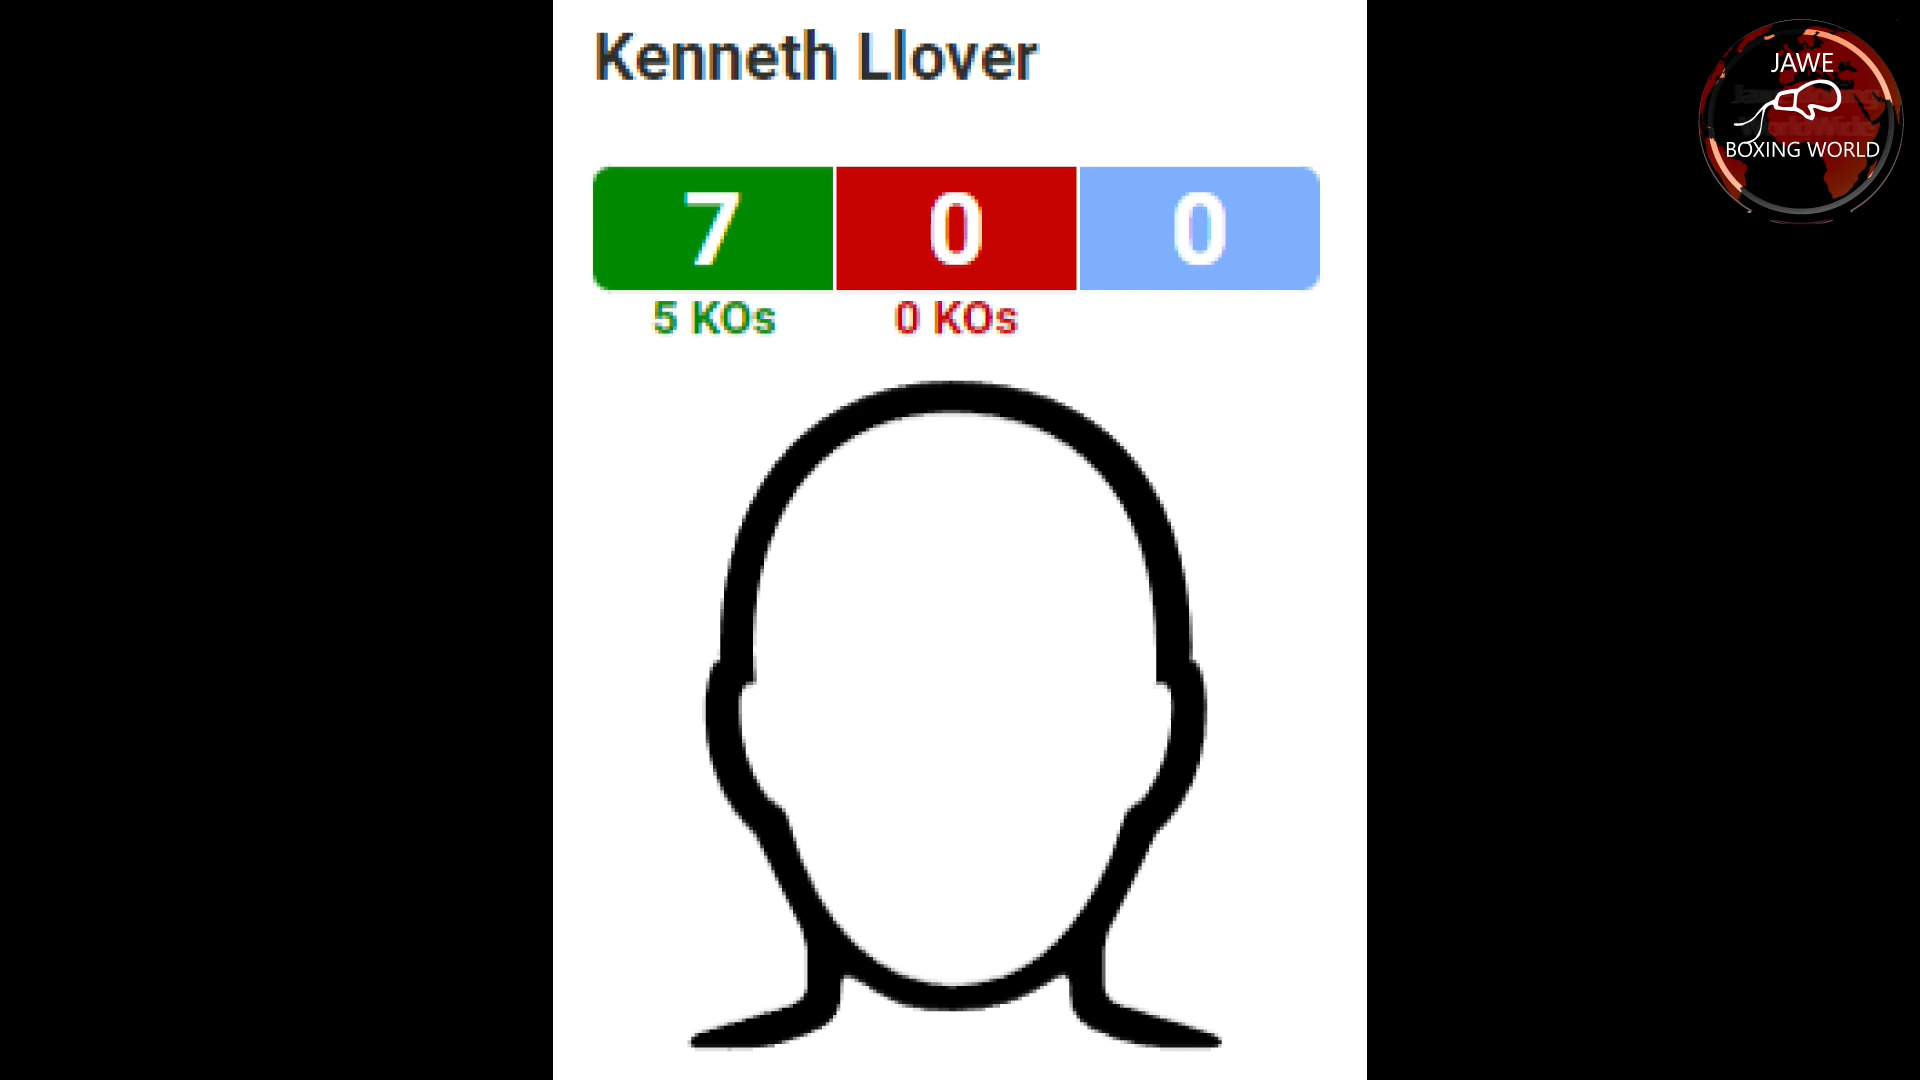 Kenneth Llover
7 0 0
5 KOs 0 KOs
JAWE
BOXING WORLD